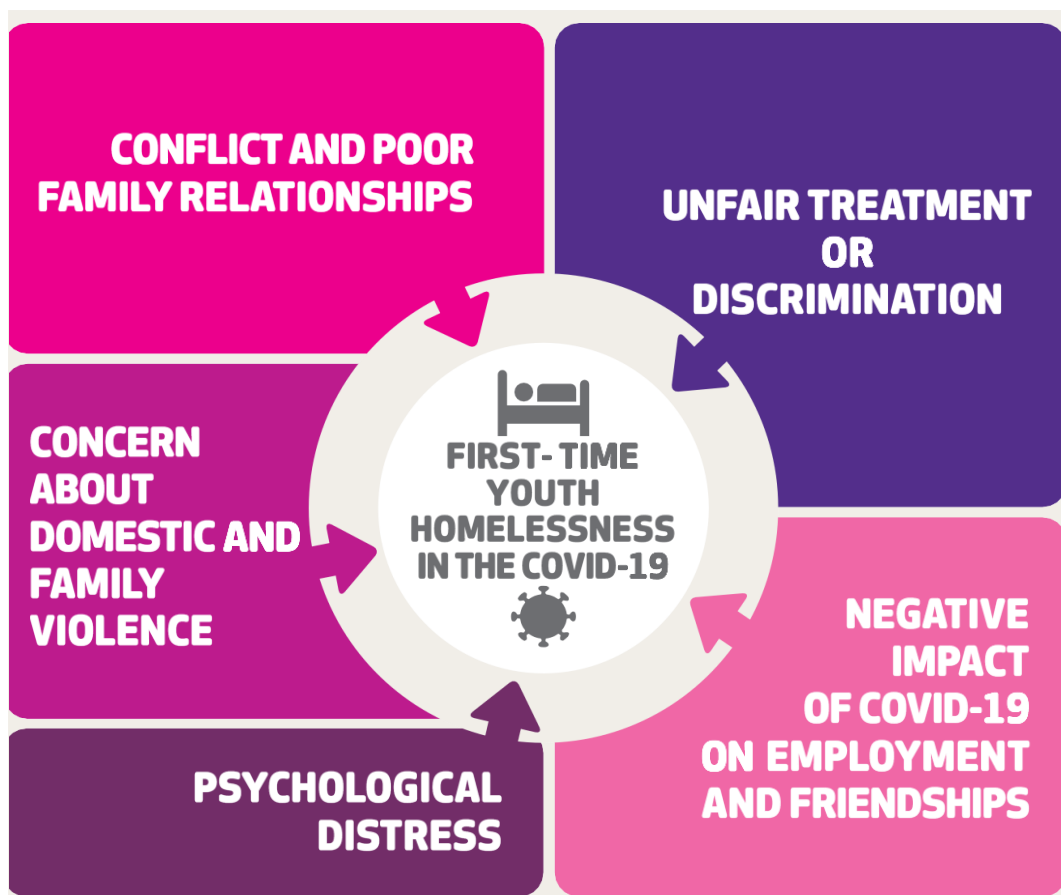 CONFLICT AND POOR
FAMILY RELATIONSHIPS
UNFAIR TREATMENT
OR
DISCRIMINATION
CONCERN
ABOUT
DOMESTIC AND
FAMILY
VIOLENCE
FIRST- TIME
YOUTH
HOMELESSNESS
IN THE COVID-19
NEGATIVE
IMPACT
OF COVID-19
ON EMPLOYMENT
AND FRIENDSHIPS
PSYCHOLOGICAL
DISTRESS